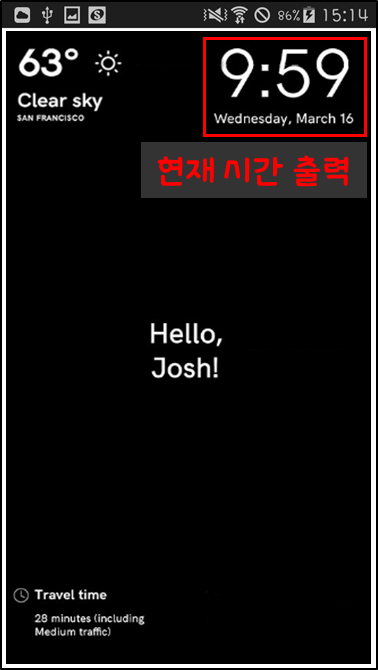 86% 15:14
63°
Clear sky
SAN FRANCISCO
9:59
Wednesday, March 16
현재 시간 출력
Hello,
Josh!
Travel time
28 minutes (including
Medium traffic)